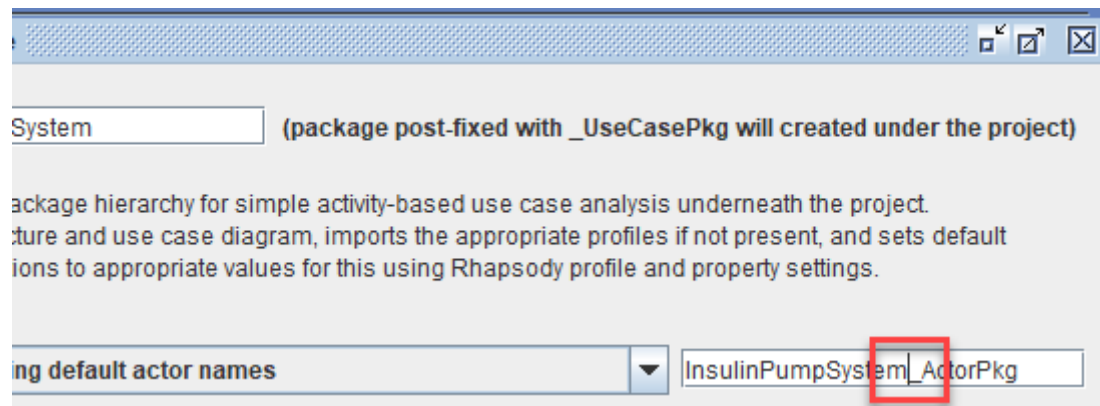 e
System (package post-fixed with _UseCasePkg will created under the project)
ackage hierarchy for simple activity-based use case analysis underneath the project.
cture and use case diagram, imports the appropriate profiles if not present, and sets default
tions to appropriate values for this using Rhapsody profile and property settings.
ing default actor names InsulinPumpSystem_ActorPkg